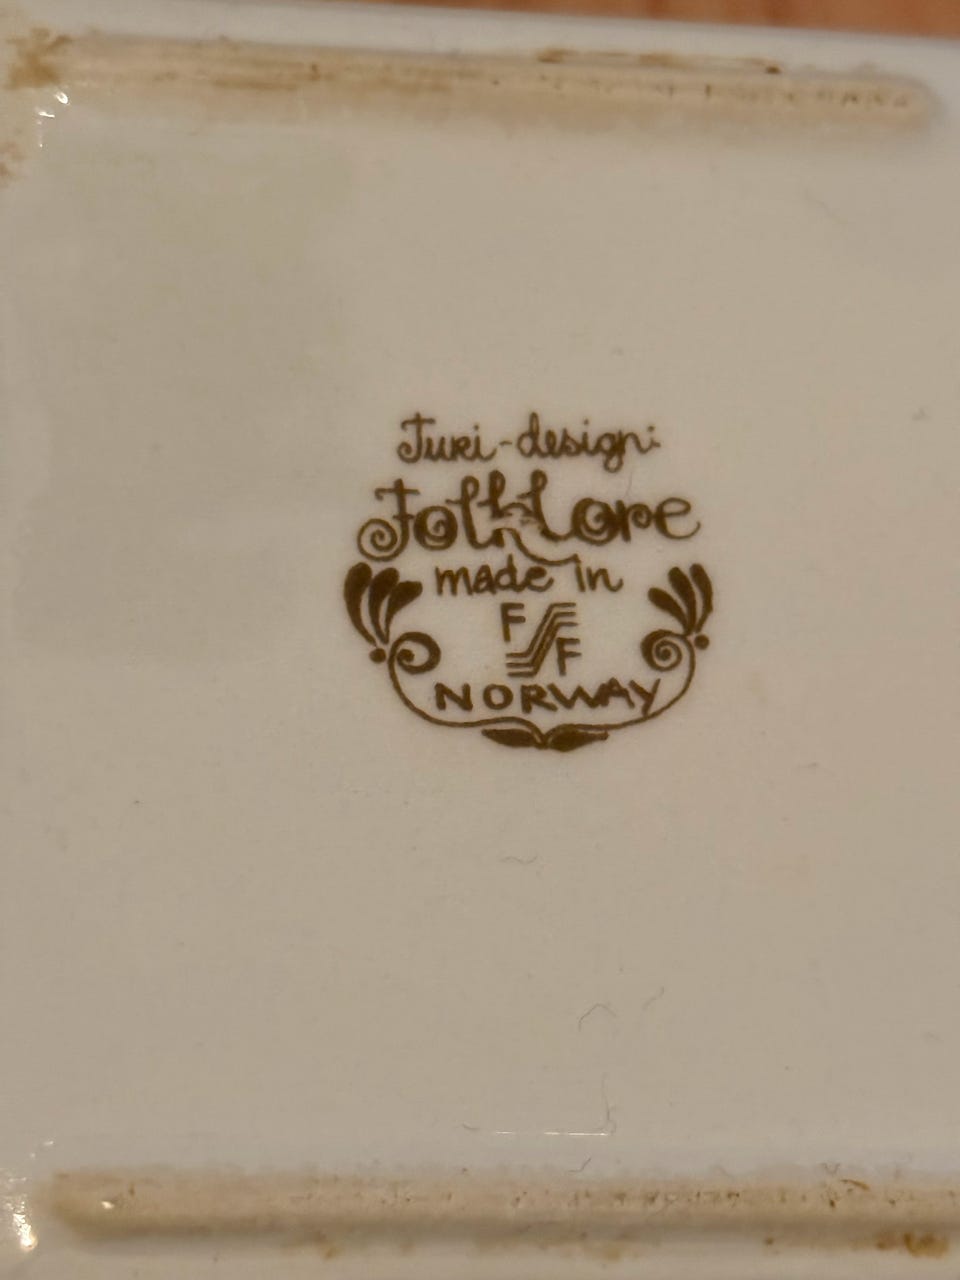 Turi-design:
Folklore
made in
F
F
NORWAY